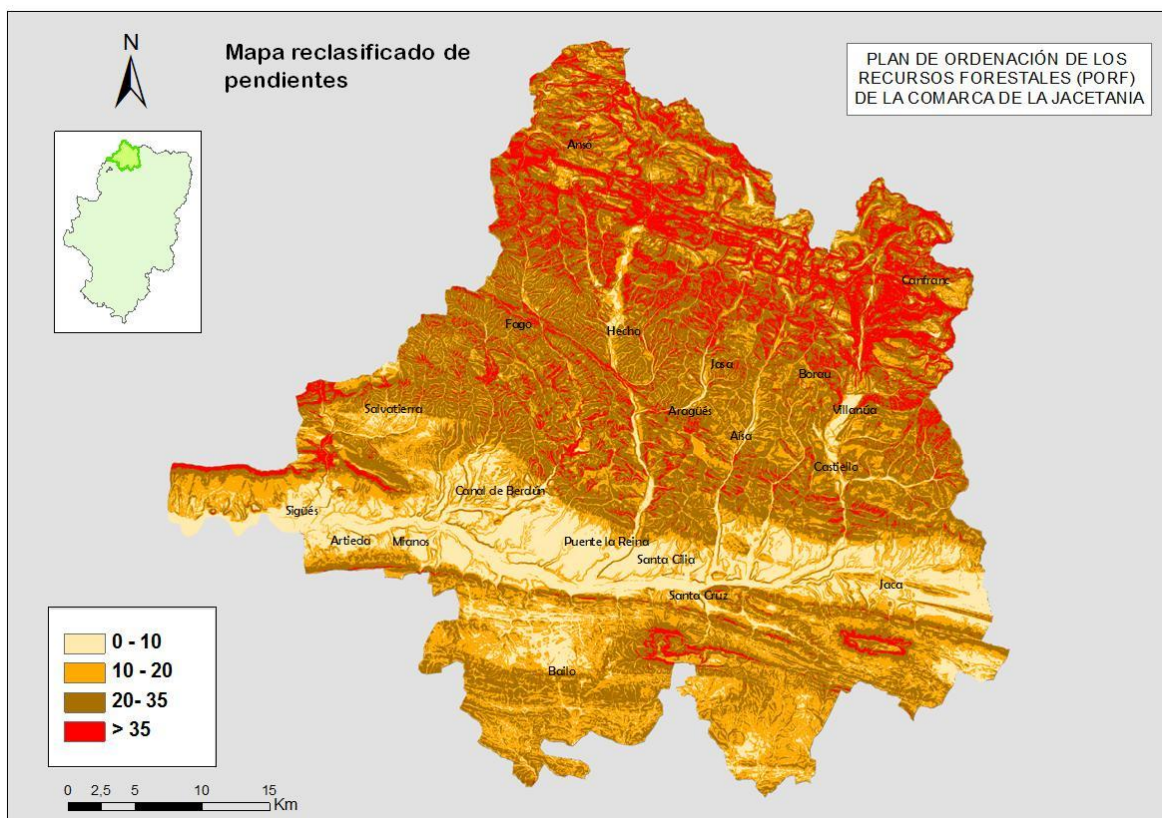 N
Mapa reclasificado de
pendientes
PLAN DE ORDENACIÓN DE LOS
RECURSOS FORESTALES (PORF)
DE LA COMARCA DE LA JACETANIA
Ansó
Canfranc
Fago
Hecho
Jasa
Borau
Salvatierra
Aragüés
Villanúa
Aísa
Castiello
Canal de Berdún
Sigüés
Artieda
Mianos
Puente la Reina
Santa Cilia
Jaca
Santa Cruz
Bailo
0 - 10
10 - 20
20- 35
> 35
0 2,5 5 10 15
Km